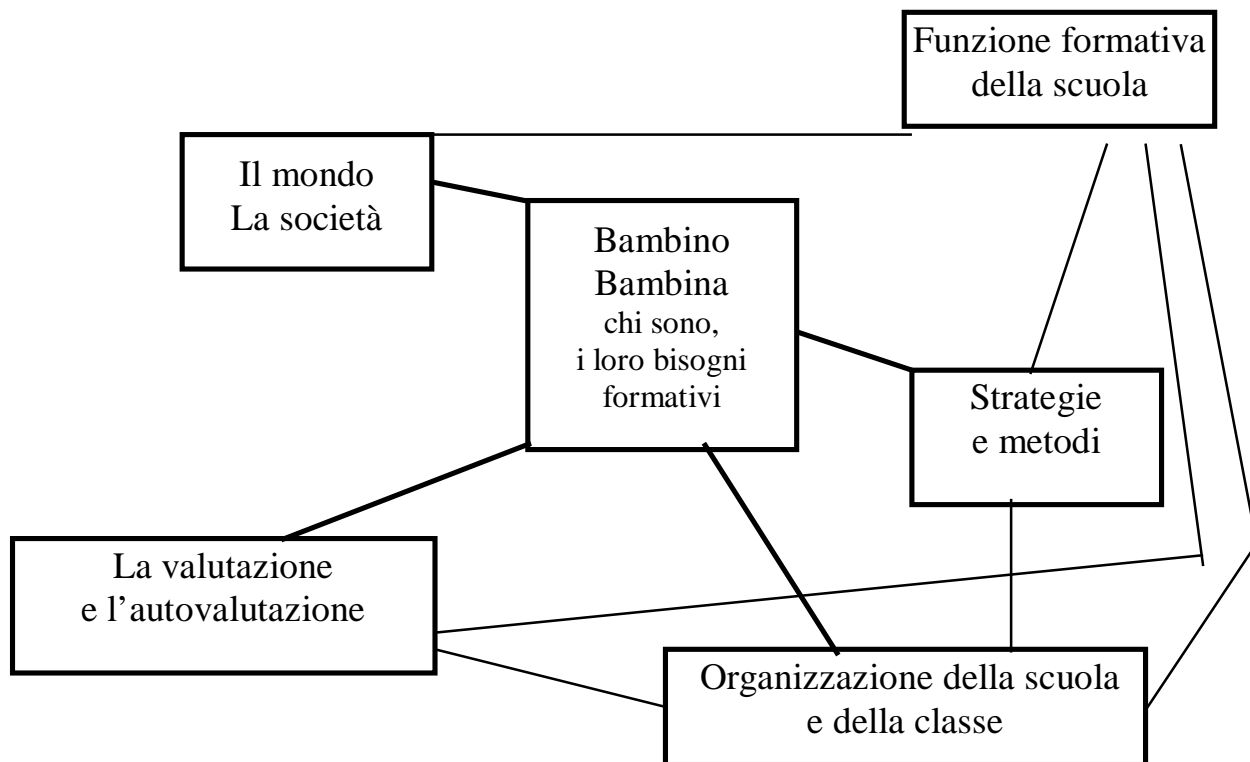 Funzione formativa
della scuola
Il mondo
La società
Bambino
Bambina
chi sono,
i loro bisogni
formativi
Strategie
e metodi
La valutazione
e l’autovalutazione
Organizzazione della scuola
e della classe